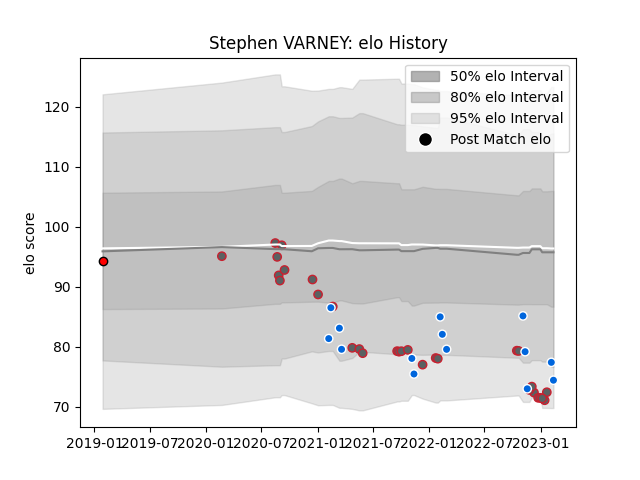 Stephen VARNEY: elo History
50% elo Interval
80% elo Interval
95% elo Interval
Post Match elo
elo score
120
110
100
90
80
70
2019-01 2019-07 2020-01 2020-07 2021-01 2021-07 2022-01 2022-07 2023-01